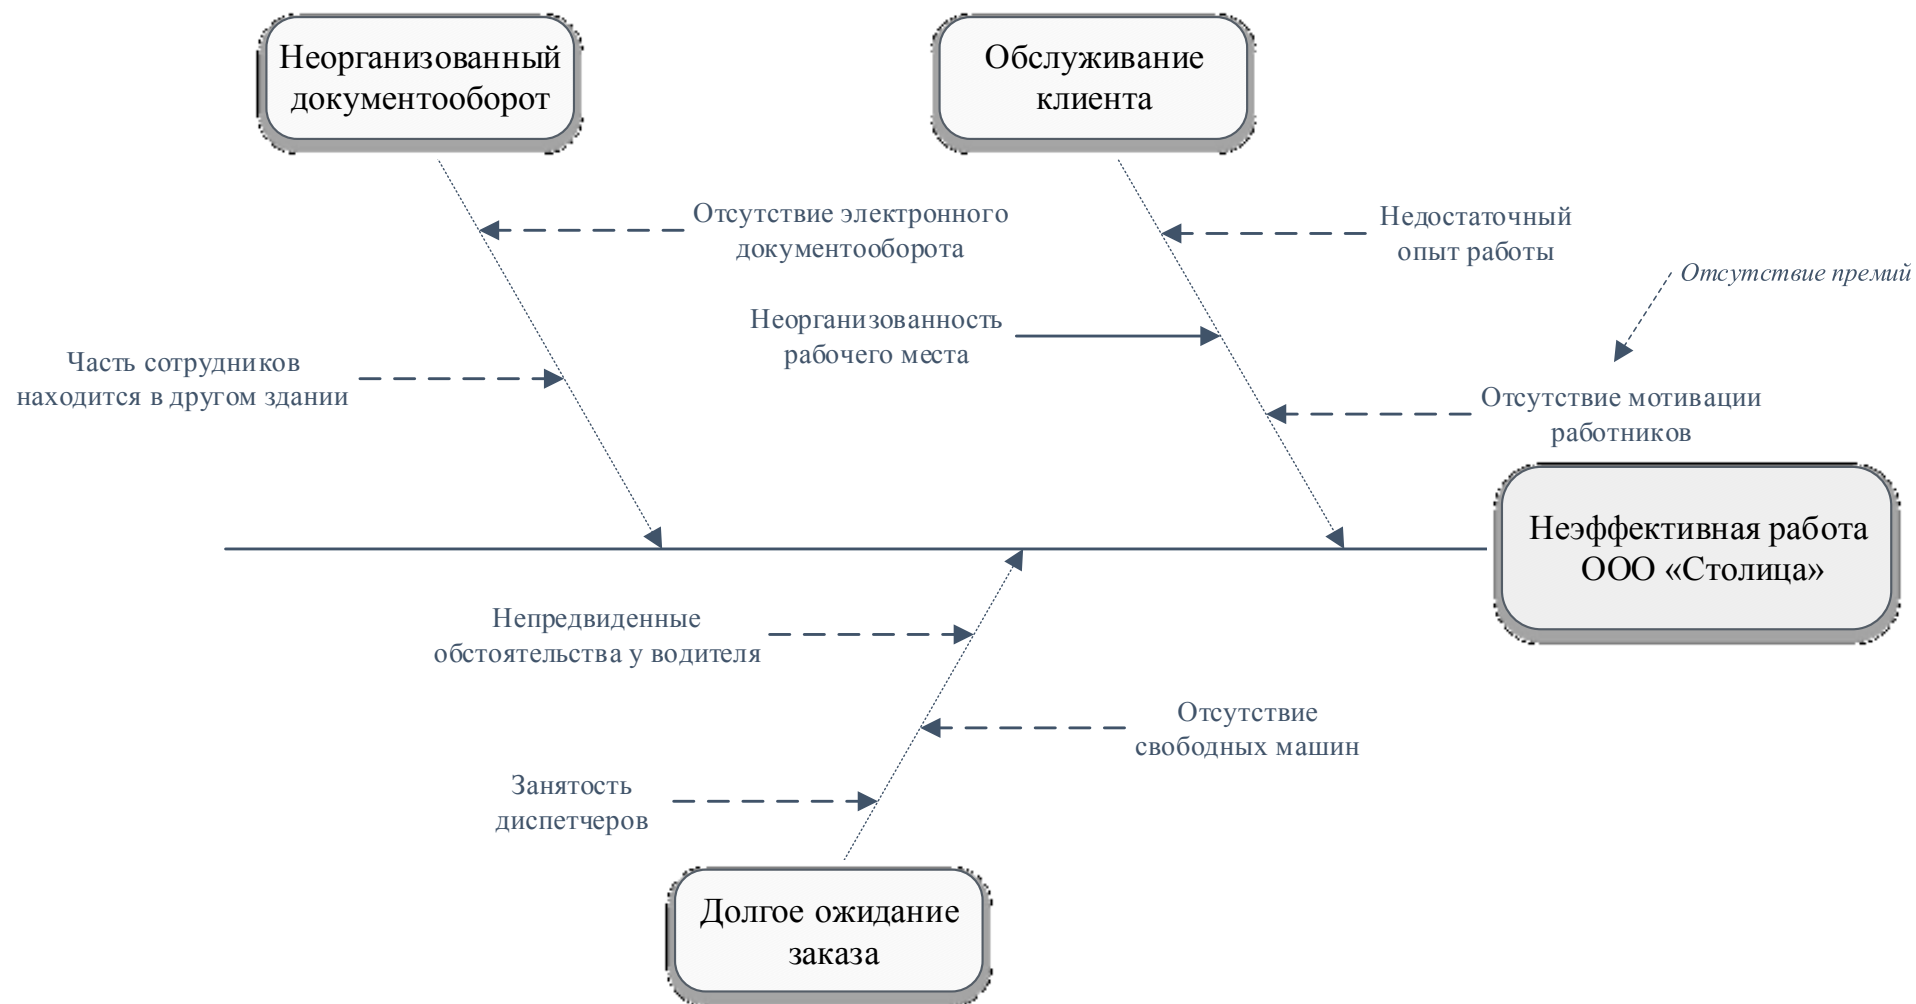 Неорганизованный
документооборот
Обслуживание
клиента
Отсутствие электронного
документооборота
Недостаточный
опыт работы
Отсутствие премий
Неорганизованность
рабочего места
Часть сотрудников
находится в другом здании
Отсутствие мотивации
работников
Неэффективная работа
ООО «Столица»
Непредвиденные
обстоятельства у водителя
Отсутствие
свободных машин
Занятость
диспетчеров
Долгое ожидание
заказа